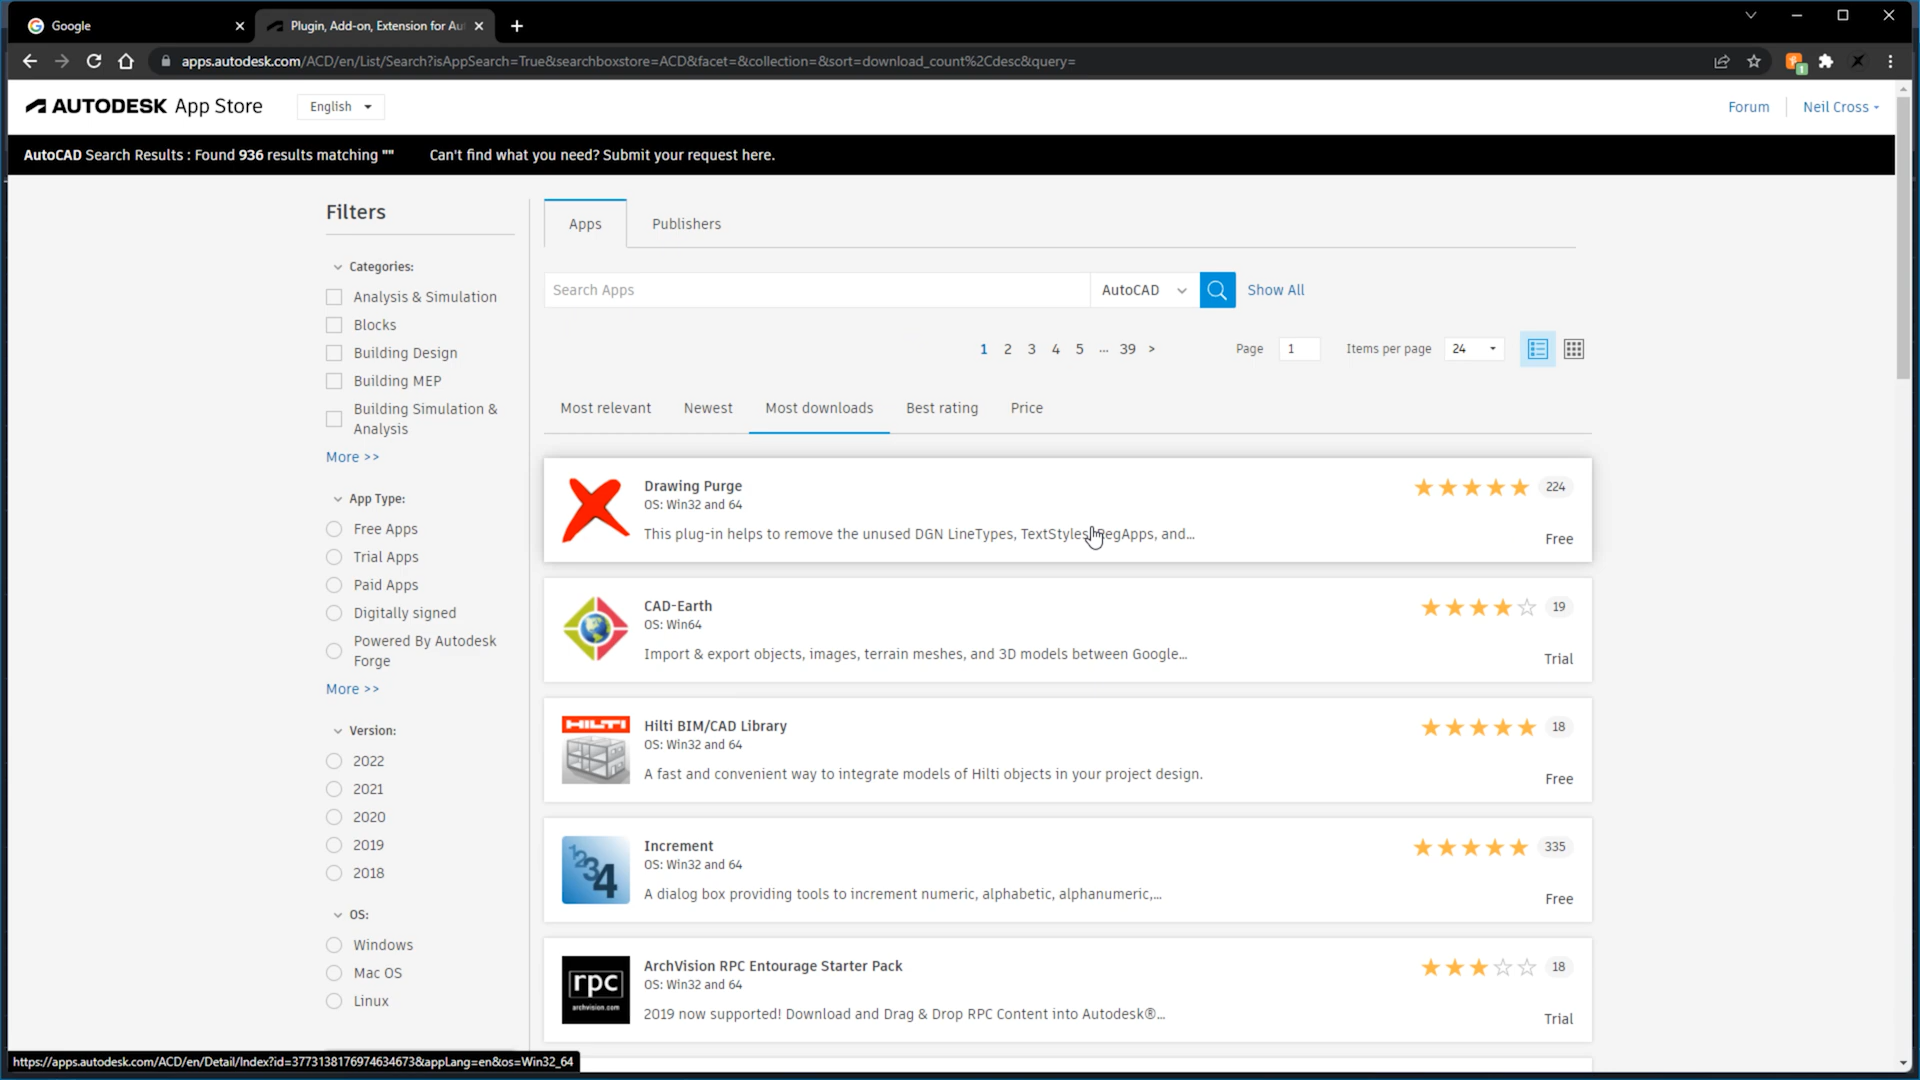 Google
Plugin, Add-on, Extension for Au
apps.autodesk.com/ACD/en/List/Search?isAppSearch=True&searchboxstore=ACD&facet=&collection=&sort=download_count%2Cdesc&query=
AUTODESK App Store
English
Forum
Neil Cross
AutoCAD Search Results : Found 936 results matching ""
Can't find what you need? Submit your request here.
Filters
Categories:
Analysis & Simulation
Blocks
Building Design
Building MEP
Building Simulation &
Analysis
More >>
App Type:
Free Apps
Trial Apps
Paid Apps
Digitally signed
Powered By Autodesk
Forge
More >>
Version:
2022
2021
2020
2019
2018
OS:
Windows
Mac OS
Linux
Apps
Publishers
Search Apps
AutoCAD
Show All
1 2 3 4 5 ... 39 >
Page 1
Items per page 24
Most relevant
Newest
Most downloads
Best rating
Price
Drawing Purge
OS: Win32 and 64
This plug-in helps to remove the unused DGN LineTypes, TextStyles, RegApps, and...
224
Free
CAD-Earth
OS: Win64
Import & export objects, images, terrain meshes, and 3D models between Google...
19
Trial
HILTI
Hilti BIM/CAD Library
OS: Win32 and 64
A fast and convenient way to integrate models of Hilti objects in your project design.
18
Free
1234
Increment
OS: Win32 and 64
A dialog box providing tools to increment numeric, alphabetic, alphanumeric,...
335
Free
rpc
archvision.com
ArchVision RPC Entourage Starter Pack
OS: Win32 and 64
2019 now supported! Download and Drag & Drop RPC Content into Autodesk®...
18
Trial
https://apps.autodesk.com/ACD/en/Detail/Index?id=3773138176974634673&appLang=en&os=Win32_64